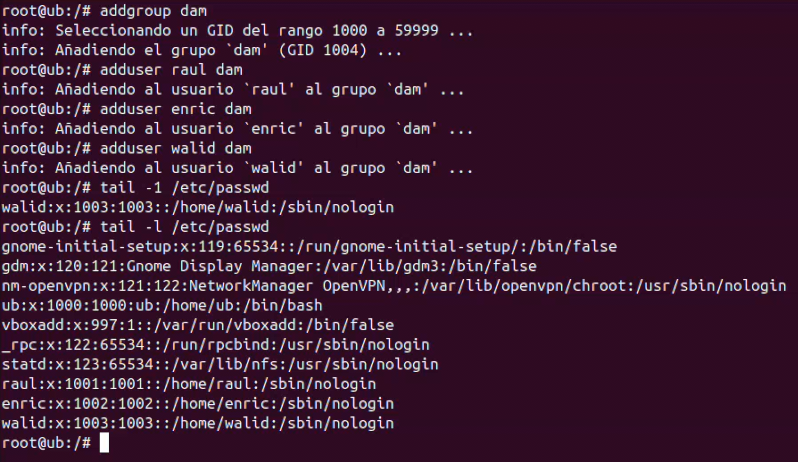 root@ub:/# addgroup dam
info: Seleccionando un GID del rango 1000 a 59999 ...
info: Añadiendo el grupo `dam' (GID 1004) ...
root@ub:/# adduser raul dam
info: Añadiendo al usuario `raul' al grupo `dam' ...
root@ub:/# adduser enric dam
info: Añadiendo al usuario `enric' al grupo `dam' ...
root@ub:/# adduser walid dam
info: Añadiendo al usuario `walid' al grupo `dam' ...
root@ub:/# tail -1 /etc/passwd
walid:x:1003:1003::/home/walid:/sbin/nologin
root@ub:/# tail -l /etc/passwd
gnome-initial-setup:x:119:65534::/run/gnome-initial-setup/:/bin/false
gdm:x:120:121:Gnome Display Manager:/var/lib/gdm3:/bin/false
nm-openvpn:x:121:122:NetworkManager OpenVPN,,,:/var/lib/openvpn/chroot:/usr/sbin/nologin
ub:x:1000:1000:ub:/home/ub:/bin/bash
vboxadd:x:997:1::/var/run/vboxadd:/bin/false
_rpc:x:122:65534::/run/rpcbind:/usr/sbin/nologin
statd:x:123:65534::/var/lib/nfs:/usr/sbin/nologin
raul:x:1001:1001::/home/raul:/sbin/nologin
enric:x:1002:1002::/home/enric:/sbin/nologin
walid:x:1003:1003::/home/walid:/sbin/nologin
root@ub:/#